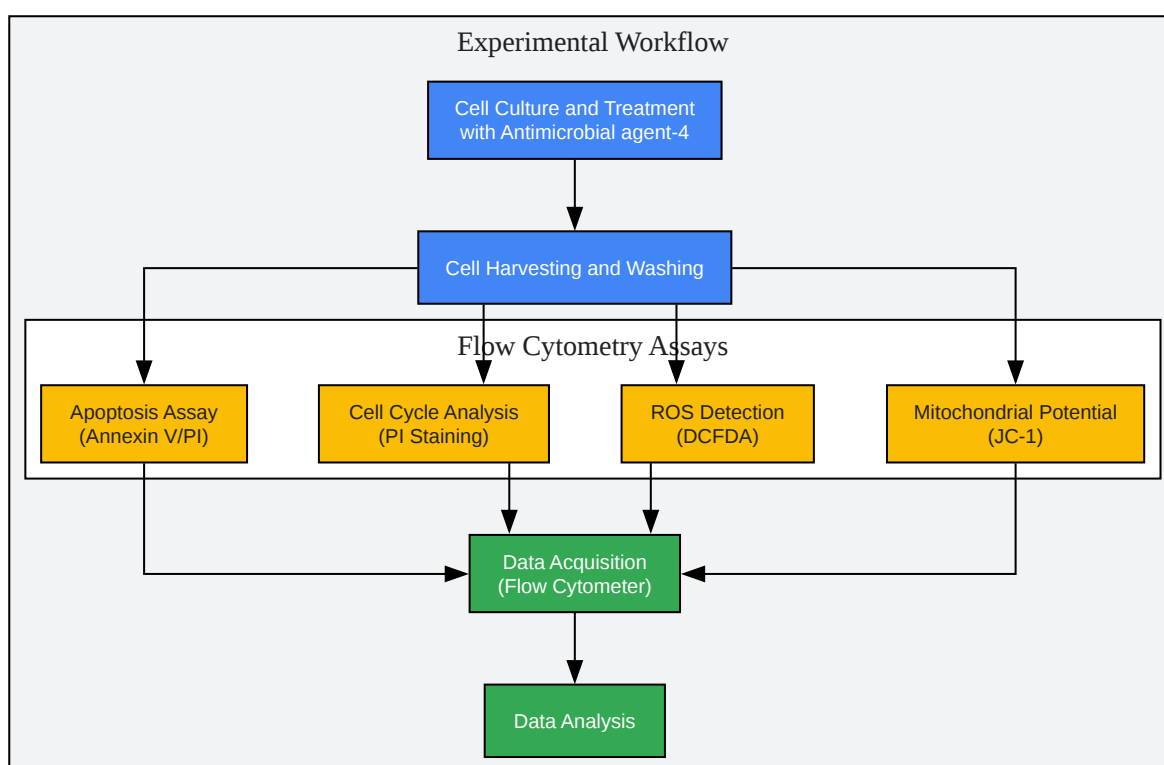 Experimental Workflow
Cell Culture and Treatment
with Antimicrobial agent-4
Cell Harvesting and Washing
Flow Cytometry Assays
Apoptosis Assay
(Annexin V/PI)
Cell Cycle Analysis
(PI Staining)
ROS Detection
(DCFDA)
Mitochondrial Potential
(JC-1)
Data Acquisition
(Flow Cytometer)
Data Analysis